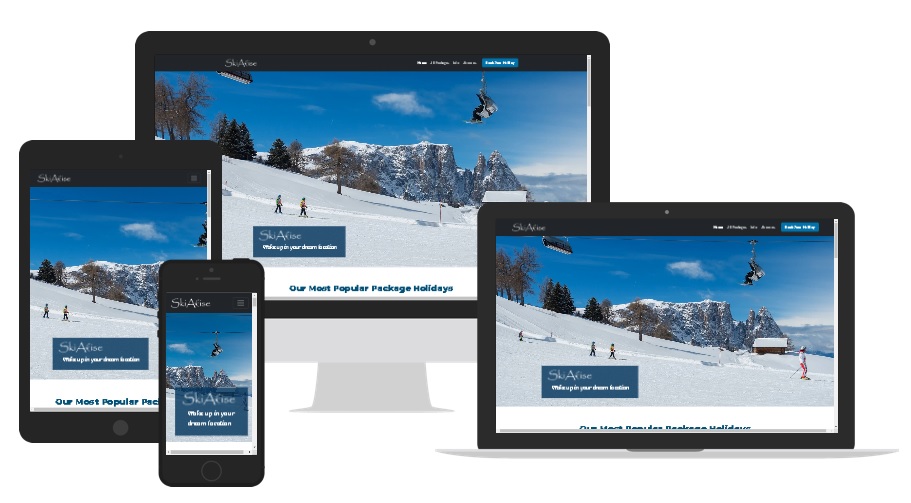 SkiArise
Home All Packages Info About us Book Your Holiday
SkiArise
Wake up in your dream location
Our Most Popular Package Holidays
SkiArise
SkiArise
Wake up in your dream location
Our Most Popular Pac
SkiArise
SkiArise
Wake up in your
dream location
SkiArise
Home All Packages Info About us Book Your Holiday
SkiArise
Wake up in your dream location
Our Most Popular Package Holidays